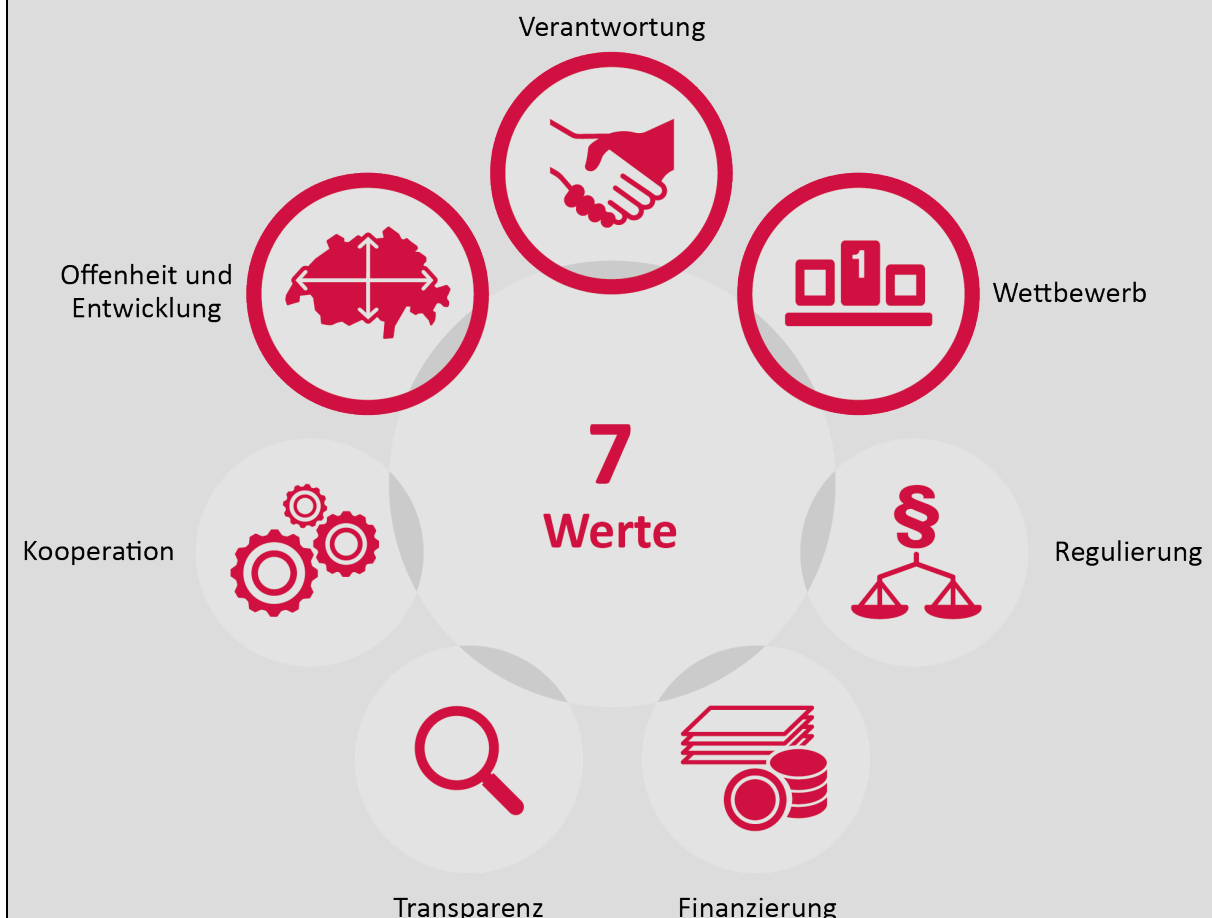 Verantwortung
Offenheit und
Entwicklung
1
Wettbewerb
7
Werte
§
Kooperation
Regulierung
Transparenz
Finanzierung